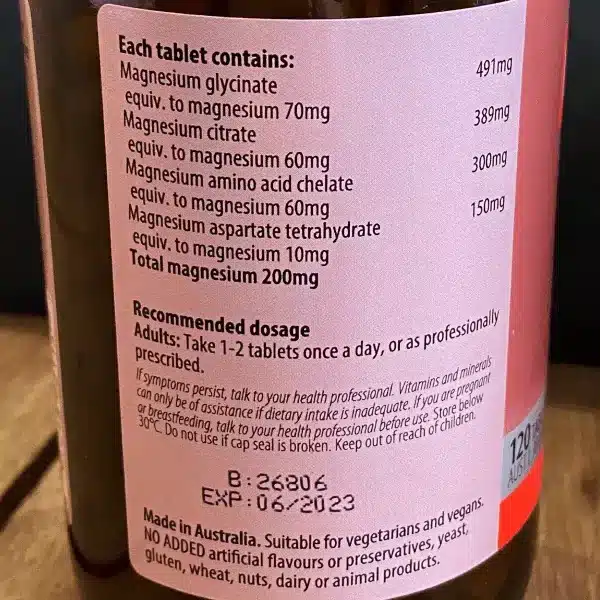 Each tablet contains:
Magnesium glycinate 491mg
equiv. to magnesium 70mg
Magnesium citrate 389mg
equiv. to magnesium 60mg
Magnesium amino acid chelate 300mg
equiv. to magnesium 60mg
Magnesium aspartate tetrahydrate 150mg
equiv. to magnesium 10mg
Total magnesium 200mg
Recommended dosage
Adults: Take 1-2 tablets once a day, or as professionally
prescribed.
If symptoms persist, talk to your health professional. Vitamins and minerals
can only be of assistance if dietary intake is inadequate. If you are pregnant
or breastfeeding, talk to your health professional before use. Store below
30°C. Do not use if cap seal is broken. Keep out of reach of children.
B:26806
EXP:06/2023
Made in Australia. Suitable for vegetarians and vegans.
NO ADDED artificial flavours or preservatives, yeast,
gluten, wheat, nuts, dairy or animal products.
120